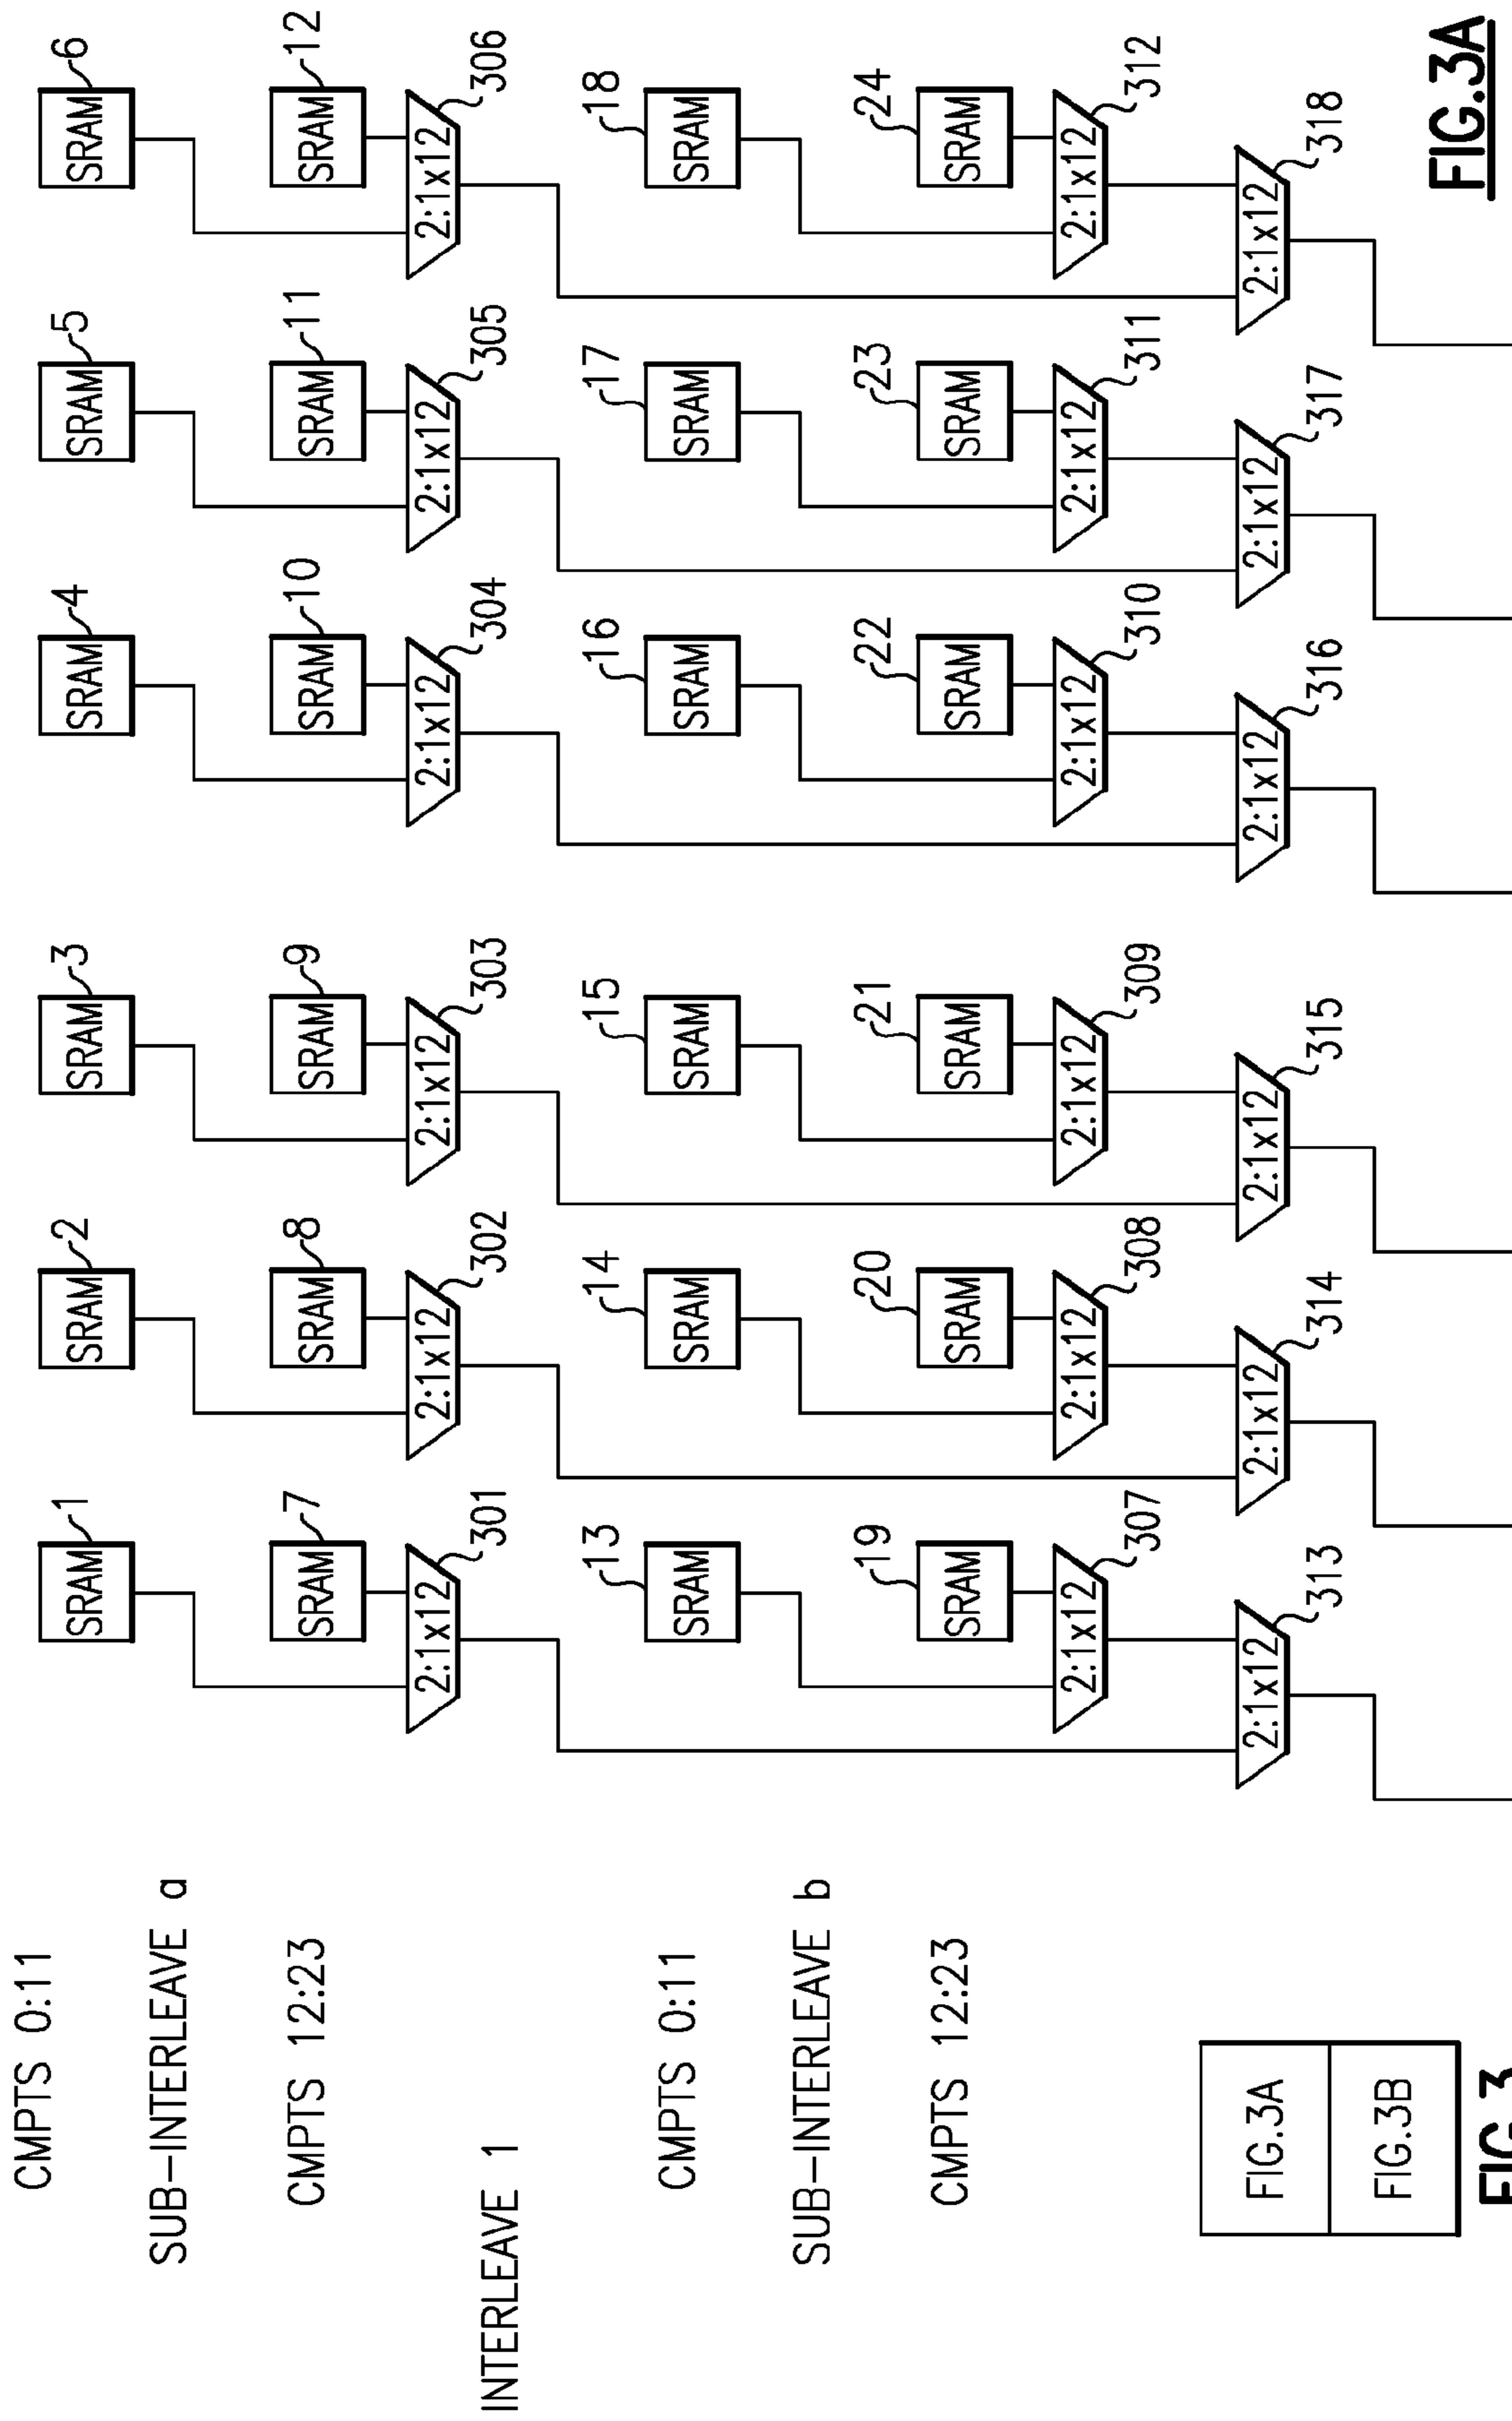 CMPTS 0:11
1 2 3 4 5 6
SRAM SRAM SRAM SRAM SRAM SRAM
SUB-INTERLEAVE a
7 8 9 10 11 12
CMPTS 12:23
SRAM SRAM SRAM SRAM SRAM SRAM
2:1x12 2:1x12 2:1x12 2:1x12 2:1x12 2:1x12
301 302 303 304 305 306
INTERLEAVE 1
13 14 15 16 17 18
CMPTS 0:11
SRAM SRAM SRAM SRAM SRAM SRAM
SUB-INTERLEAVE b
19 20 21 22 23 24
CMPTS 12:23
SRAM SRAM SRAM SRAM SRAM SRAM
2:1x12 2:1x12 2:1x12 2:1x12 2:1x12 2:1x12
307 308 309 310 311 312
2:1x12 2:1x12 2:1x12 2:1x12 2:1x12 2:1x12
313 314 315 316 317 318
FIG.3A
FIG.3B
FIG.3
FIG.3A